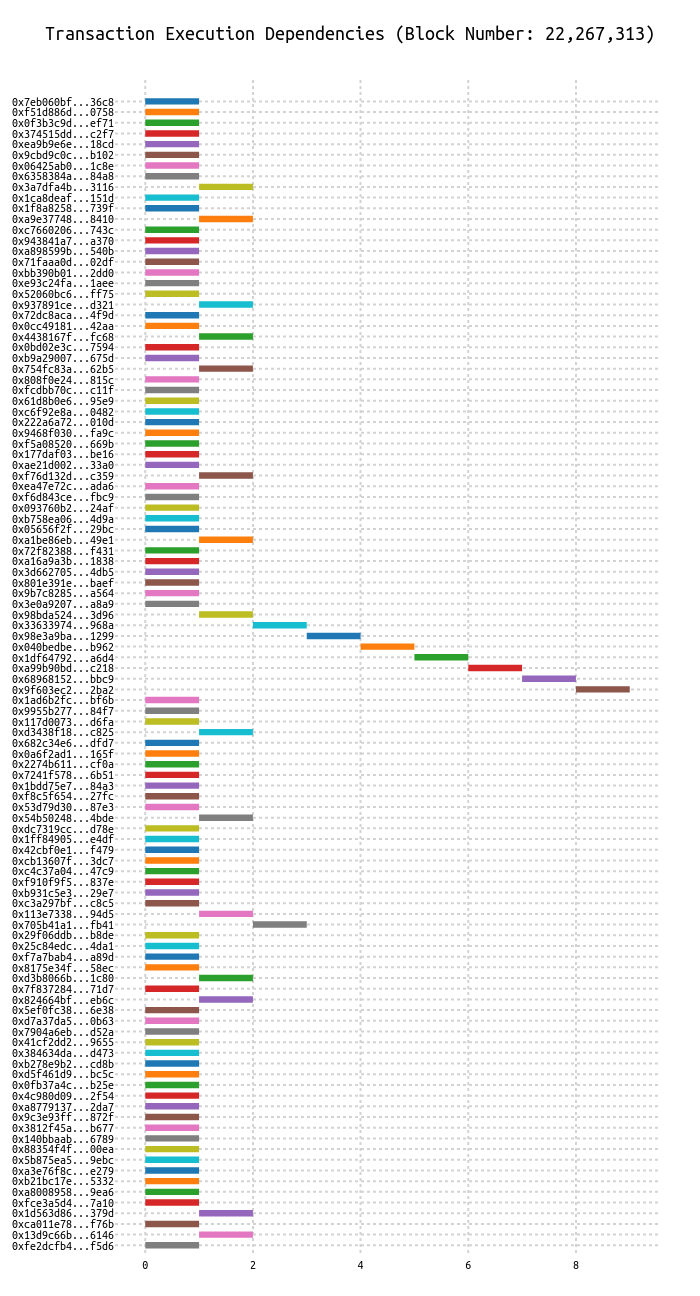 Transaction Execution Dependencies (Block Number: 22,267,313)
0x7eb060bf...36c8
0xf51d886d...0758
0x0f3b3c9d...ef71
0x374515dd...c2f7
0xea9b9e6e...18cd
0x9cbd9c0c...b102
0x06425ab0...1c8e
0x6358384a...84a8
0x3a7dfa4b...3116
0x1ca8deaf...151d
0x1f8a8258...739f
0xa9e37748...8410
0xc7660206...743c
0x943841a7...a370
0xa898599b...540b
0x71faaa0d...02df
0xbb390b01...2dd0
0xe93c24fa...1aee
0x52060bc6...ff75
0x937891ce...d321
0x72dc8aca...4f9d
0x0cc49181...42aa
0x4438167f...fc68
0x0bd02e3c...7594
0xb9a29007...675d
0x754fc83a...62b5
0x808f0e24...815c
0xfcdbb70c...c11f
0x61d8b0e6...95e9
0xc6f92e8a...0482
0x222a6a72...010d
0x9468f030...fa9c
0xf5a08520...669b
0x177daf03...be16
0xae21d002...33a0
0xf76d132d...c359
0xea47e72c...ada6
0xf6d843ce...fbc9
0x093760b2...24af
0xb758ea06...4d9a
0x05656f2f...29bc
0xa1be86eb...49e1
0x72f82388...f431
0xa16a9a3b...1838
0x3d662705...4db5
0x801e391e...baef
0x9b7c8285...a564
0x3e0a9207...a8a9
0x98bda524...3d96
0x33633974...968a
0x98e3a9ba...1299
0x040bedbe...b962
0x1df64792...a6d4
0xa99b90bd...c218
0x68968152...bbc9
0x9f603ec2...2ba2
0x1ad6b2fc...bf6b
0x9955b277...84f7
0x117d0073...d6fa
0xd3438f18...c825
0x682c34e6...dfd7
0x0a6f2ad1...165f
0x2274b611...cf0a
0x7241f578...6b51
0x1bdd75e7...84a3
0xf8c5f654...27fc
0x53d79d30...87e3
0x54b50248...4bde
0xdc7319cc...d78e
0x1ff84905...e4df
0x42cbf0e1...f479
0xcb13607f...3dc7
0xc4c37a04...47c9
0xf910f9f5...837e
0xb931c5e3...29e7
0xc3a297bf...c8c5
0x113e7338...94d5
0x705b41a1...fb41
0x29f06ddb...b8de
0x25c84edc...4da1
0xf7a7bab4...a89d
0x8175e34f...58ec
0xd3b8066b...1c80
0x7f837284...71d7
0x824664bf...eb6c
0x5ef0fc38...6e38
0xd7a37da5...0b63
0x7904a6eb...d52a
0x41cf2dd2...9655
0x384634da...d473
0xb278e9b2...cd8b
0xd5f461d9...bc5c
0x0fb37a4c...b25e
0x4c980d09...2f54
0xa8779137...2da7
0x9c3e93ff...872f
0x3812f45a...b677
0x140bbaab...6789
0x88354f4f...00ea
0x5b875ea5...9ebc
0xa3e76f8c...e279
0xb21bc17e...5332
0xa8008958...9ea6
0xfce3a5d4...7a10
0x1d563d86...379d
0xca011e78...f76b
0x13d9c66b...6146
0xfe2dcfb4...f5d6
0 2 4 6 8